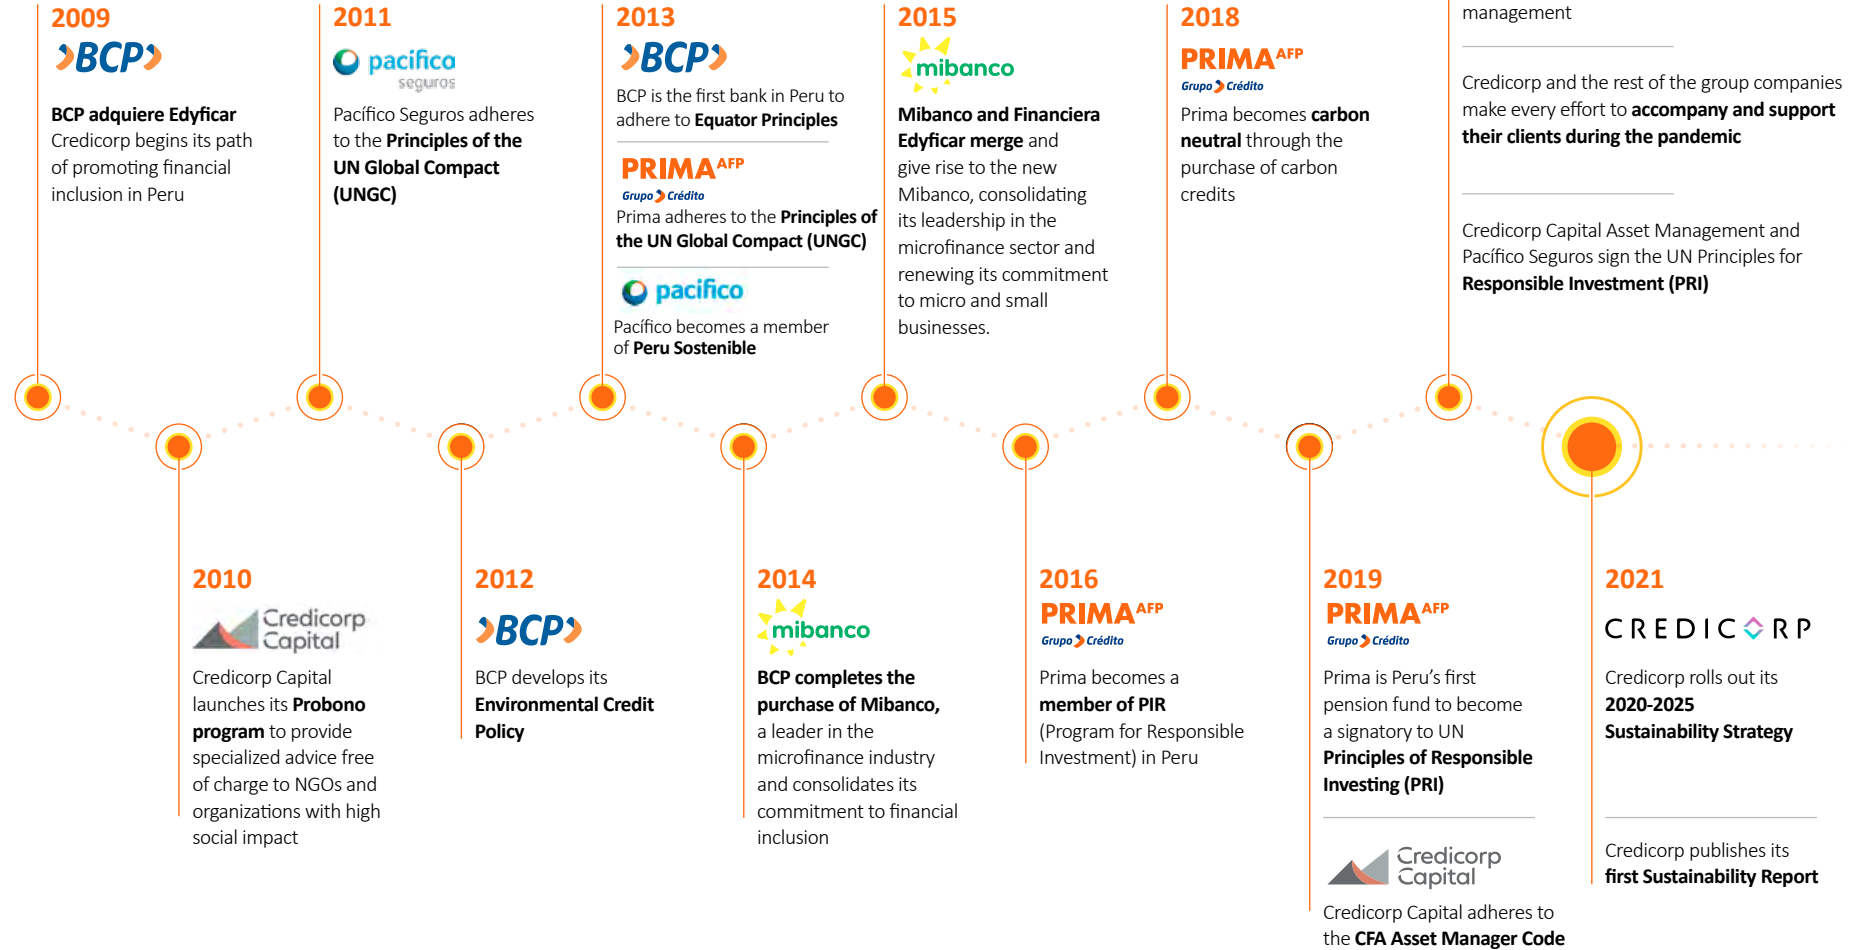 2009
BCP
BCP adquiere Edyficar
Credicorp begins its path
of promoting financial
inclusion in Peru
2011
pacifico
seguros
Pacífico Seguros adheres
to the Principles of the
UN Global Compact
(UNGC)
2013
BCP
BCP is the first bank in Peru to
adhere to Equator Principles
PRIMA AFP
Grupo Crédito
Prima adheres to the Principles of
the UN Global Compact (UNGC)
pacifico
Pacífico becomes a member
of Peru Sostenible
2015
mibanco
Mibanco and Financiera
Edyficar merge and
give rise to the new
Mibanco, consolidating
its leadership in the
microfinance sector and
renewing its commitment
to micro and small
businesses.
2018
PRIMA AFP
Grupo Crédito
Prima becomes carbon
neutral through the
purchase of carbon
credits
management
Credicorp and the rest of the group companies
make every effort to accompany and support
their clients during the pandemic
Credicorp Capital Asset Management and
Pacífico Seguros sign the UN Principles for
Responsible Investment (PRI)
2010
Credicorp
Capital
Credicorp Capital
launches its Probono
program to provide
specialized advice free
of charge to NGOs and
organizations with high
social impact
2012
BCP
BCP develops its
Environmental Credit
Policy
2014
mibanco
BCP completes the
purchase of Mibanco,
a leader in the
microfinance industry
and consolidates its
commitment to financial
inclusion
2016
PRIMA AFP
Grupo Crédito
Prima becomes a
member of PIR
(Program for Responsible
Investment) in Peru
2019
PRIMA AFP
Grupo Crédito
Prima is Peru’s first
pension fund to become
a signatory to UN
Principles of Responsible
Investing (PRI)
Credicorp
Capital
Credicorp Capital adheres to
the CFA Asset Manager Code
2021
CREDICORP
Credicorp rolls out its
2020-2025
Sustainability Strategy
Credicorp publishes its
first Sustainability Report